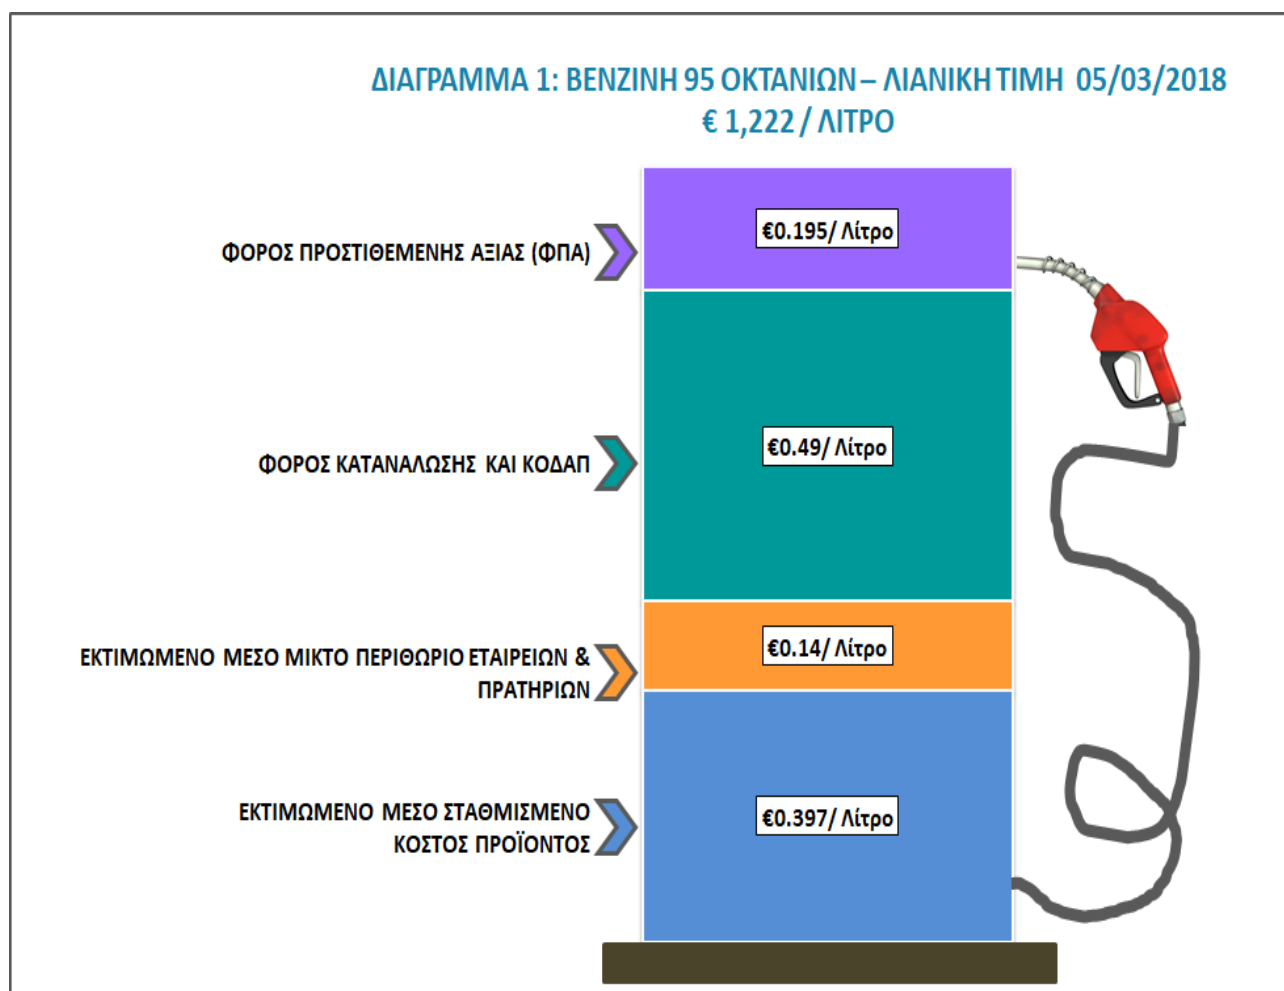 ΔΙΑΓΡΑΜΜΑ 1: ΒΕΝΖΙΝΗ 95 ΟΚΤΑΝΙΩΝ – ΛΙΑΝΙΚΗ ΤΙΜΗ 05/03/2018
€ 1,222 / ΛΙΤΡΟ
€0.195/ Λίτρο
ΦΟΡΟΣ ΠΡΟΣΤΙΘΕΜΕΝΗΣ ΑΞΙΑΣ (ΦΠΑ)
€0.49/ Λίτρο
ΦΟΡΟΣ ΚΑΤΑΝΑΛΩΣΗΣ ΚΑΙ ΚΟΔΑΠ
€0.14/ Λίτρο
ΕΚΤΙΜΩΜΕΝΟ ΜΕΣΟ ΜΙΚΤΟ ΠΕΡΙΘΩΡΙΟ ΕΤΑΙΡΕΙΩΝ &
ΠΡΑΤΗΡΙΩΝ
€0.397/ Λίτρο
ΕΚΤΙΜΩΜΕΝΟ ΜΕΣΟ ΣΤΑΘΜΙΣΜΕΝΟ
ΚΟΣΤΟΣ ΠΡΟΪΟΝΤΟΣ